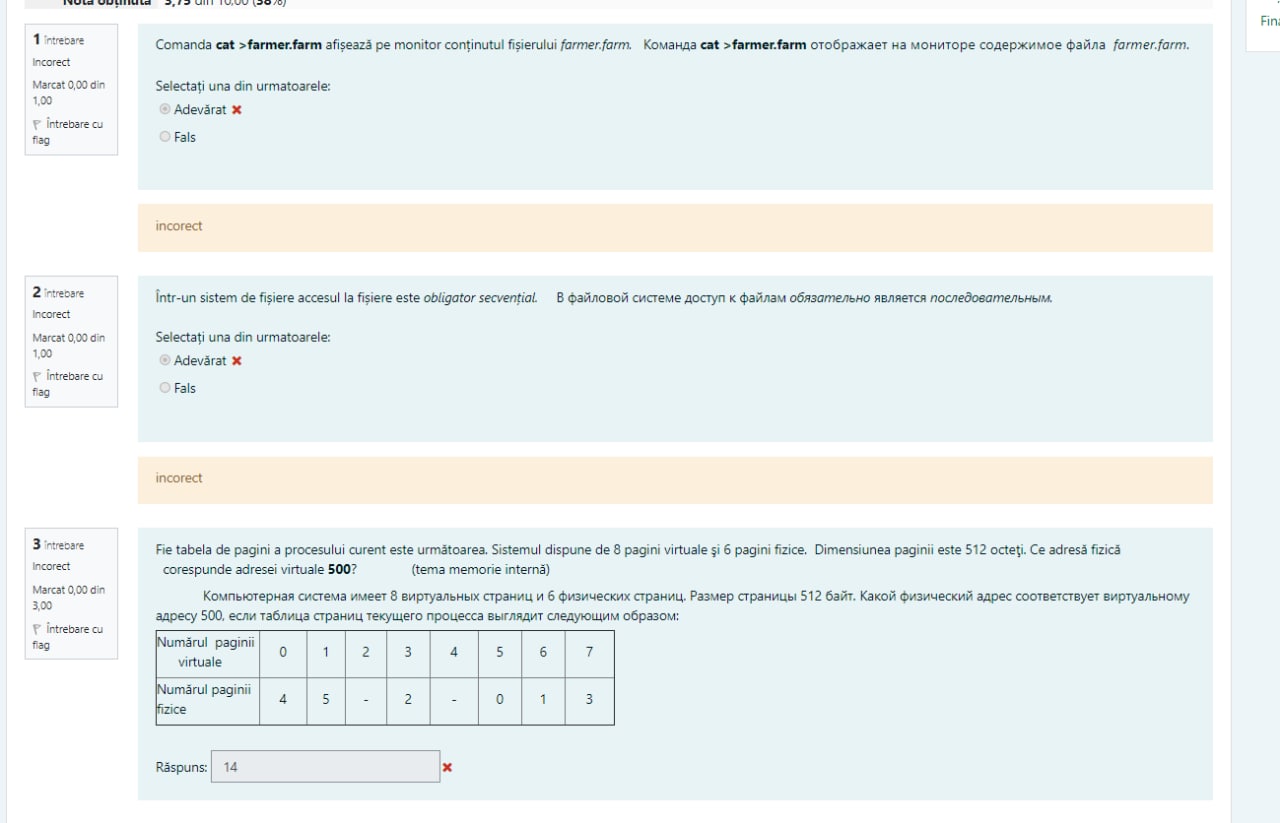 Nota obținută 3,75 din 10,00 (38%)
Fin
1 Întrebare
Incorect
Marcat 0,00 din
1,00
Întrebare cu
flag
Comanda cat >farmer.farm afișează pe monitor conținutul fișierului farmer.farm. Команда cat >farmer.farm отображает на мониторе содержимое файла farmer.farm.
Selectați una din urmatoarele:
Adevărat
Fals
incorect
2 Întrebare
Incorect
Marcat 0,00 din
1,00
Întrebare cu
flag
Într-un sistem de fișiere accesul la fișiere este obligator secvențial. В файловой системе доступ к файлам обязательно является последовательным.
Selectați una din urmatoarele:
Adevărat
Fals
incorect
3 Întrebare
Incorect
Marcat 0,00 din
3,00
Întrebare cu
flag
Fie tabela de pagini a procesului curent este următoarea. Sistemul dispune de 8 pagini virtuale şi 6 pagini fizice. Dimensiunea paginii este 512 octeţi. Ce adresă fizică
corespunde adresei virtuale 500? (tema memorie internă)
Компьютерная система имеет 8 виртуальных страниц и 6 физических страниц. Размер страницы 512 байт. Какой физический адрес соответствует виртуальному
адресу 500, если таблица страниц текущего процесса выглядит следующим образом:
Numărul paginii
virtuale 0 1 2 3 4 5 6 7
Numărul paginii
fizice 4 5 - 2 - 0 1 3
Răspuns: 14